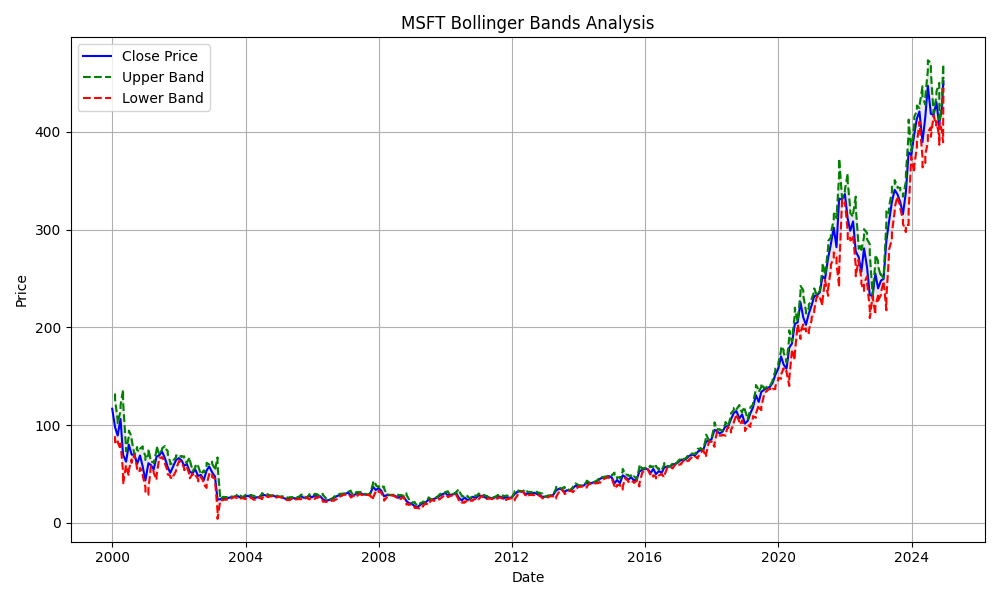 MSFT Bollinger Bands Analysis
Close Price
Upper Band
Lower Band
Price
400
300
200
100
0
2000 2004 2008 2012 2016 2020 2024
Date